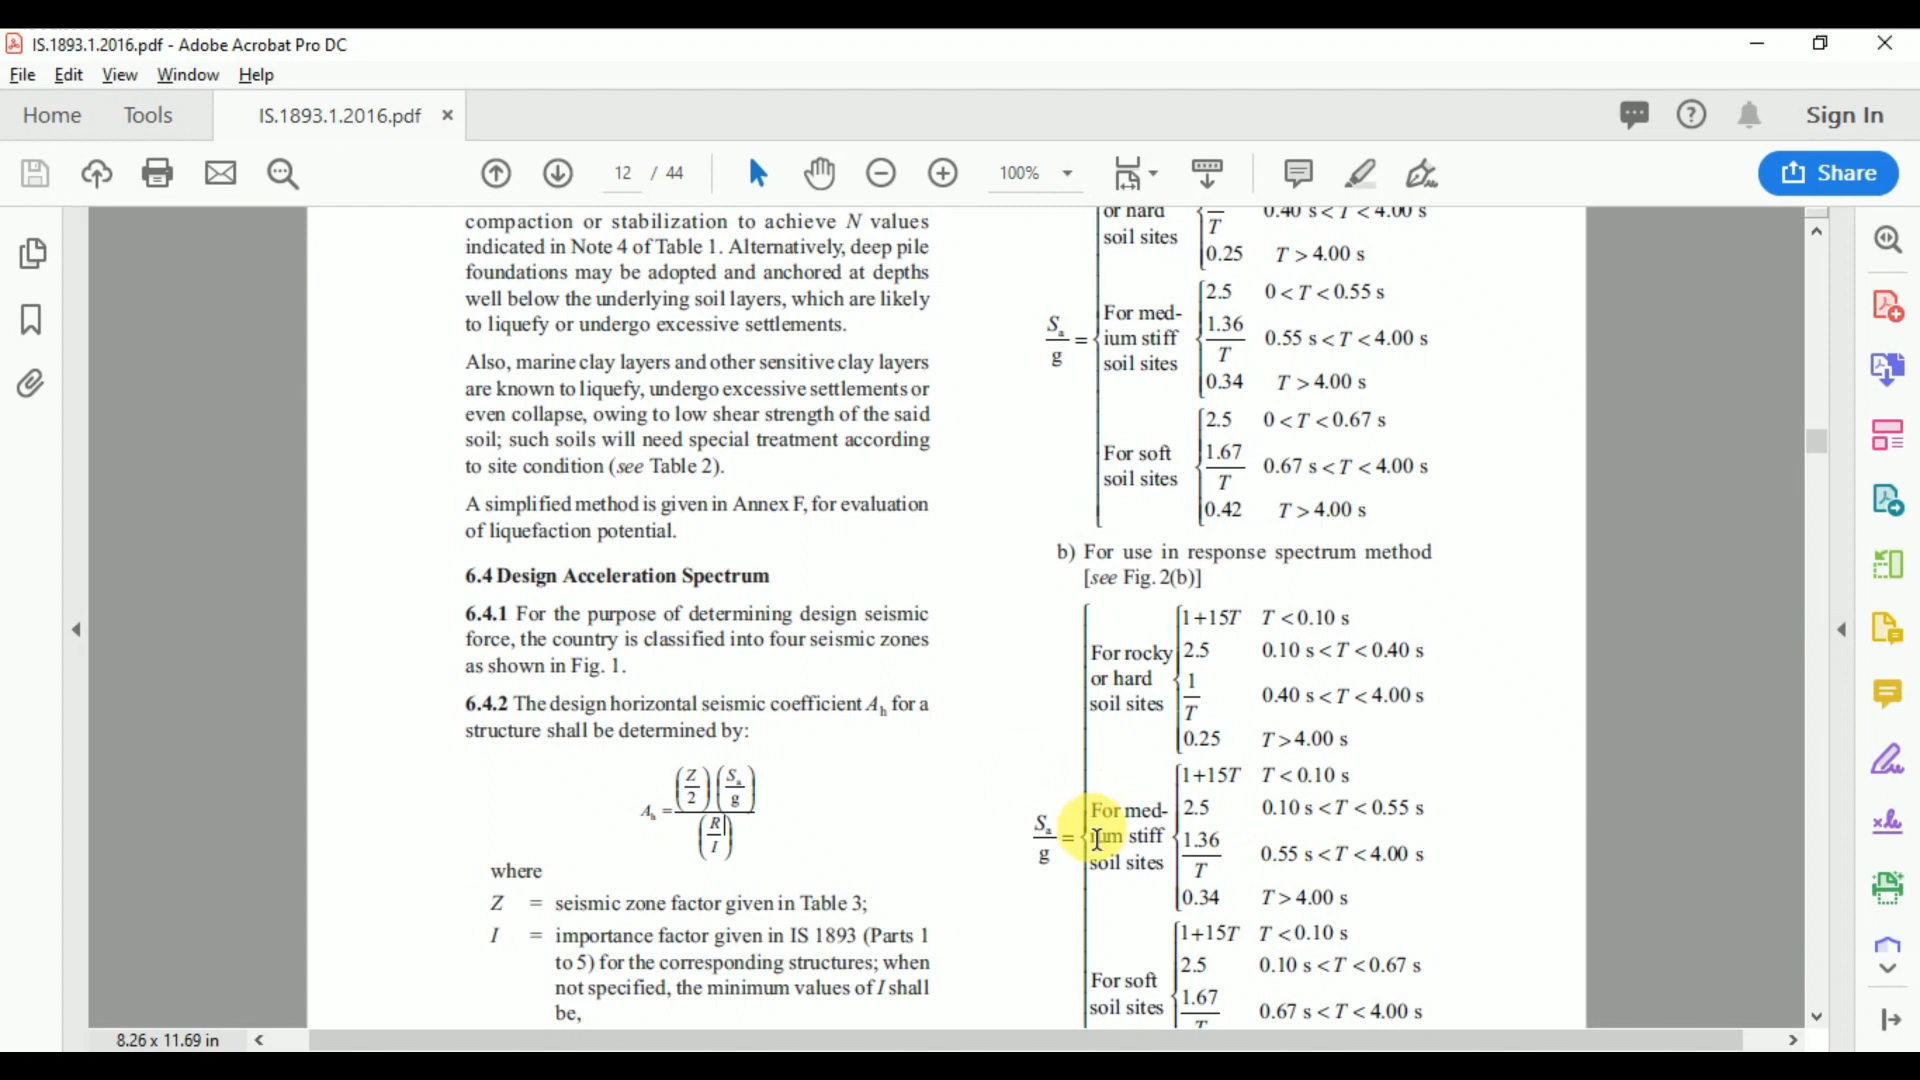 IS.1893.1.2016.pdf - Adobe Acrobat Pro DC
File Edit View Window Help
Home Tools IS.1893.1.2016.pdf × Sign In
12 / 44 100% Share
compaction or stabilization to achieve N values
indicated in Note 4 of Table 1. Alternatively, deep pile
foundations may be adopted and anchored at depths
well below the underlying soil layers, which are likely
to liquefy or undergo excessive settlements.
Also, marine clay layers and other sensitive clay layers
are known to liquefy, undergo excessive settlements or
even collapse, owing to low shear strength of the said
soil; such soils will need special treatment according
to site condition (see Table 2).
A simplified method is given in Annex F, for evaluation
of liquefaction potential.
6.4 Design Acceleration Spectrum
6.4.1 For the purpose of determining design seismic
force, the country is classified into four seismic zones
as shown in Fig. 1.
6.4.2 The design horizontal seismic coefficient Ah for a
structure shall be determined by:
Ah = (Z/2) (Sa/g) / (R/I)
where
Z = seismic zone factor given in Table 3;
I = importance factor given in IS 1893 (Parts 1
to 5) for the corresponding structures; when
not specified, the minimum values of I shall
be,
Sa/g =
or hard
soil sites
T 0.40 s < T < 4.00 s
0.25 T > 4.00 s
For med-
ium stiff
soil sites
2.5 0 < T < 0.55 s
1.36/T 0.55 s < T < 4.00 s
0.34 T > 4.00 s
For soft
soil sites
2.5 0 < T < 0.67 s
1.67/T 0.67 s < T < 4.00 s
0.42 T > 4.00 s
b) For use in response spectrum method
[see Fig. 2(b)]
Sa/g =
For rocky
or hard
soil sites
1+15T T < 0.10 s
2.5 0.10 s < T < 0.40 s
1/T 0.40 s < T < 4.00 s
0.25 T > 4.00 s
For med-
ium stiff
soil sites
1+15T T < 0.10 s
2.5 0.10 s < T < 0.55 s
1.36/T 0.55 s < T < 4.00 s
0.34 T > 4.00 s
For soft
soil sites
1+15T T < 0.10 s
2.5 0.10 s < T < 0.67 s
1.67/T 0.67 s < T < 4.00 s
8.26 x 11.69 in